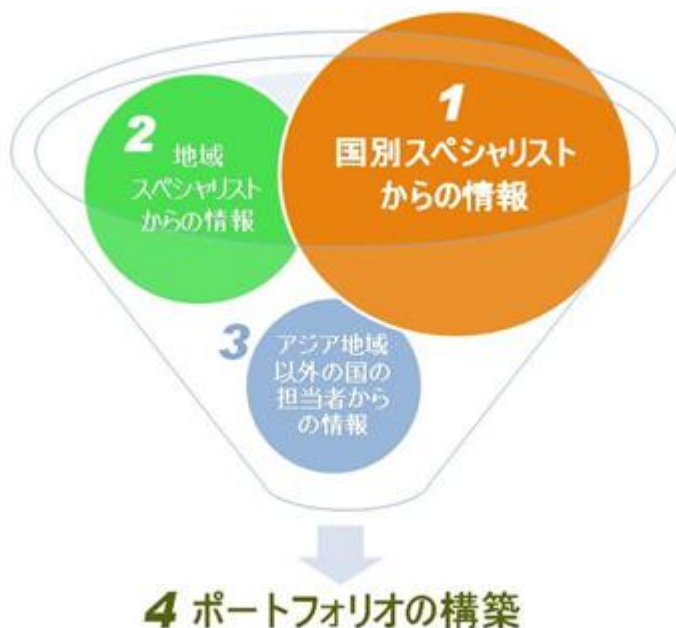 1
国別スペシャリスト
からの情報
2
地域
スペシャリスト
からの情報
3
アジア地域
以外の国の
担当者から
の情報
4 ポートフォリオの構築